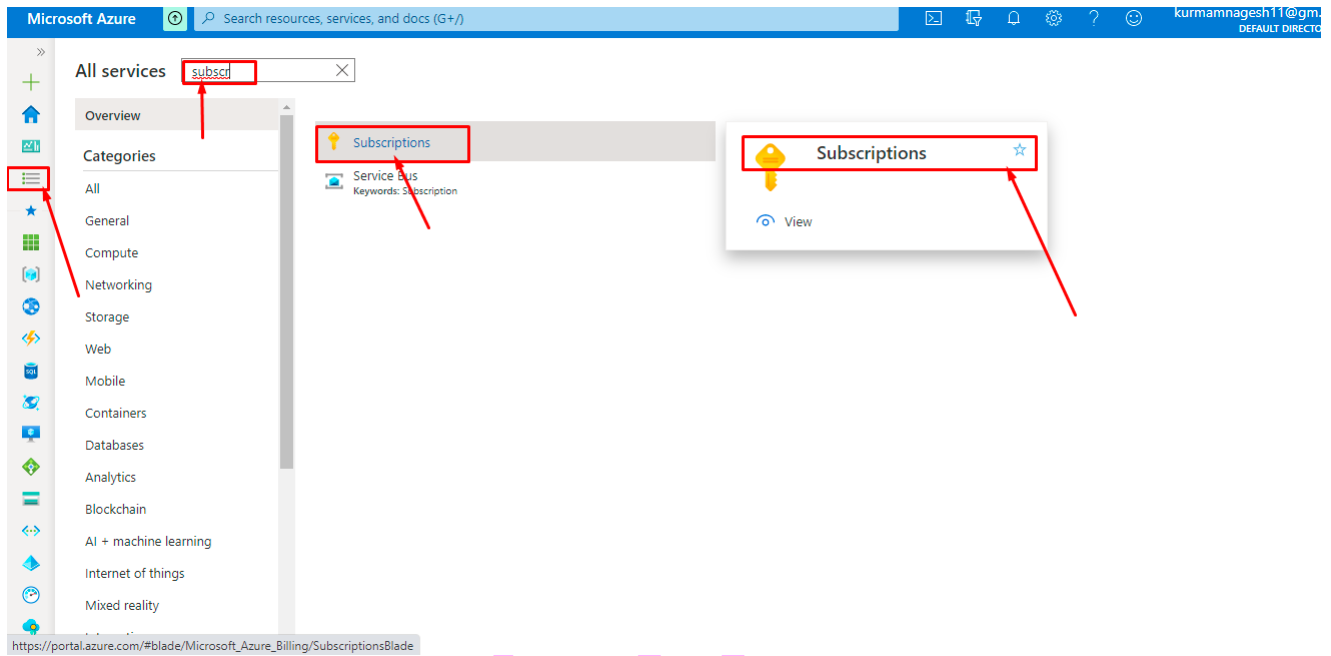 Microsoft Azure
Search resources, services, and docs (G+/)
kurmamnagesh11@gm.
DEFAULT DIRECTO
All services
subscr
Overview
Categories
All
General
Compute
Networking
Storage
Web
Mobile
Containers
Databases
Analytics
Blockchain
AI + machine learning
Internet of things
Mixed reality
Subscriptions
Service Bus
Keywords: Subscription
Subscriptions
View
SQL
https://portal.azure.com/#blade/Microsoft_Azure_Billing/SubscriptionsBlade